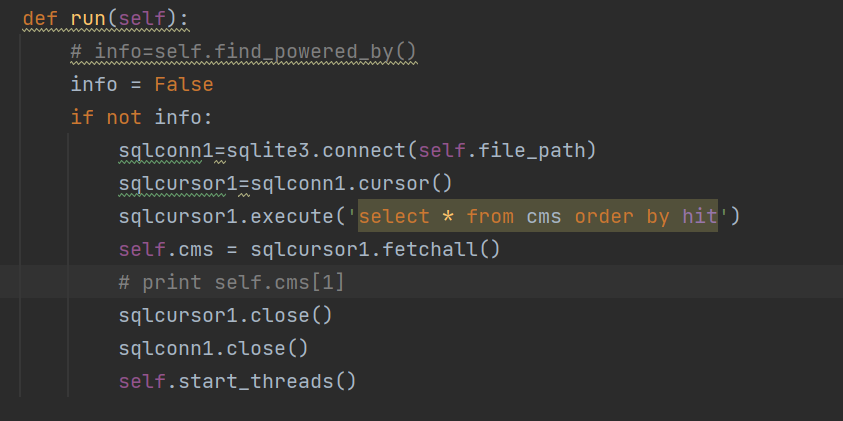 def run(self):
    # info=self.find_powered_by()
    info = False
    if not info:
        sqlconn1=sqlite3.connect(self.file_path)
        sqlcursor1=sqlconn1.cursor()
        sqlcursor1.execute('select * from cms order by hit')
        self.cms = sqlcursor1.fetchall()
        # print self.cms[1]
        sqlcursor1.close()
        sqlconn1.close()
        self.start_threads()